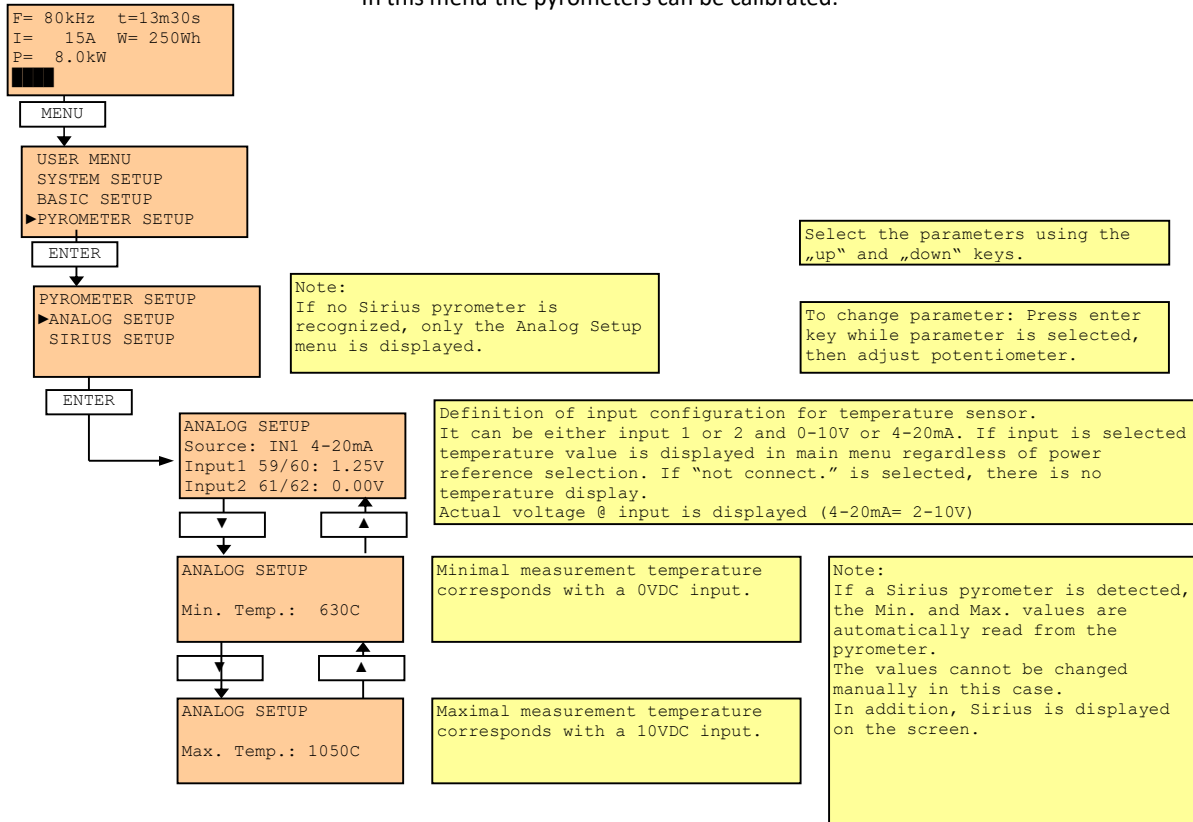 In this menu the pyrometers can be calibrated.
F= 80kHz t=13m30s
I= 15A W= 250Wh
P= 8.0kW
MENU
USER MENU
SYSTEM SETUP
BASIC SETUP
►PYROMETER SETUP
ENTER
Select the parameters using the
„up“ and „down“ keys.
PYROMETER SETUP
►ANALOG SETUP
SIRIUS SETUP
Note:
If no Sirius pyrometer is
recognized, only the Analog Setup
menu is displayed.
To change parameter: Press enter
key while parameter is selected,
then adjust potentiometer.
ENTER
ANALOG SETUP
Source: IN1 4-20mA
Input1 59/60: 1.25V
Input2 61/62: 0.00V
Definition of input configuration for temperature sensor.
It can be either input 1 or 2 and 0-10V or 4-20mA. If input is selected
temperature value is displayed in main menu regardless of power
reference selection. If “not connect.” is selected, there is no
temperature display.
Actual voltage @ input is displayed (4-20mA= 2-10V)
▼
▲
ANALOG SETUP
Min. Temp.: 630C
Minimal measurement temperature
corresponds with a 0VDC input.
Note:
If a Sirius pyrometer is detected,
the Min. and Max. values are
automatically read from the
pyrometer.
The values cannot be changed
manually in this case.
In addition, Sirius is displayed
on the screen.
▼
▲
ANALOG SETUP
Max. Temp.: 1050C
Maximal measurement temperature
corresponds with a 10VDC input.